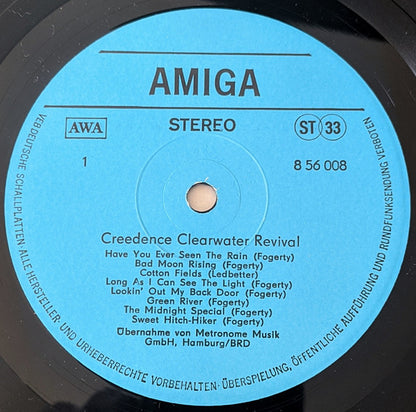 AMIGA
AWA
STEREO
ST 33
1
8 56 008
Creedence Clearwater Revival
Have You Ever Seen The Rain (Fogerty)
Bad Moon Rising (Fogerty)
Cotton Fields (Ledbetter)
Long As I Can See The Light (Fogerty)
Lookin' Out My Back Door (Fogerty)
Green River (Fogerty)
The Midnight Special (Fogerty)
Sweet Hitch-Hiker (Fogerty)
Übernahme von Metronome Musik
GmbH, Hamburg/BRD
VEB DEUTSCHE SCHALLPLATTEN ALLE HERSTELLER- UND URHEBERRECHTE VORBEHALTEN · ÜBERSPIELUNG, ÖFFENTLICHE AUFFÜHRUNG UND RUNDFUNKSENDUNG VERBOTEN